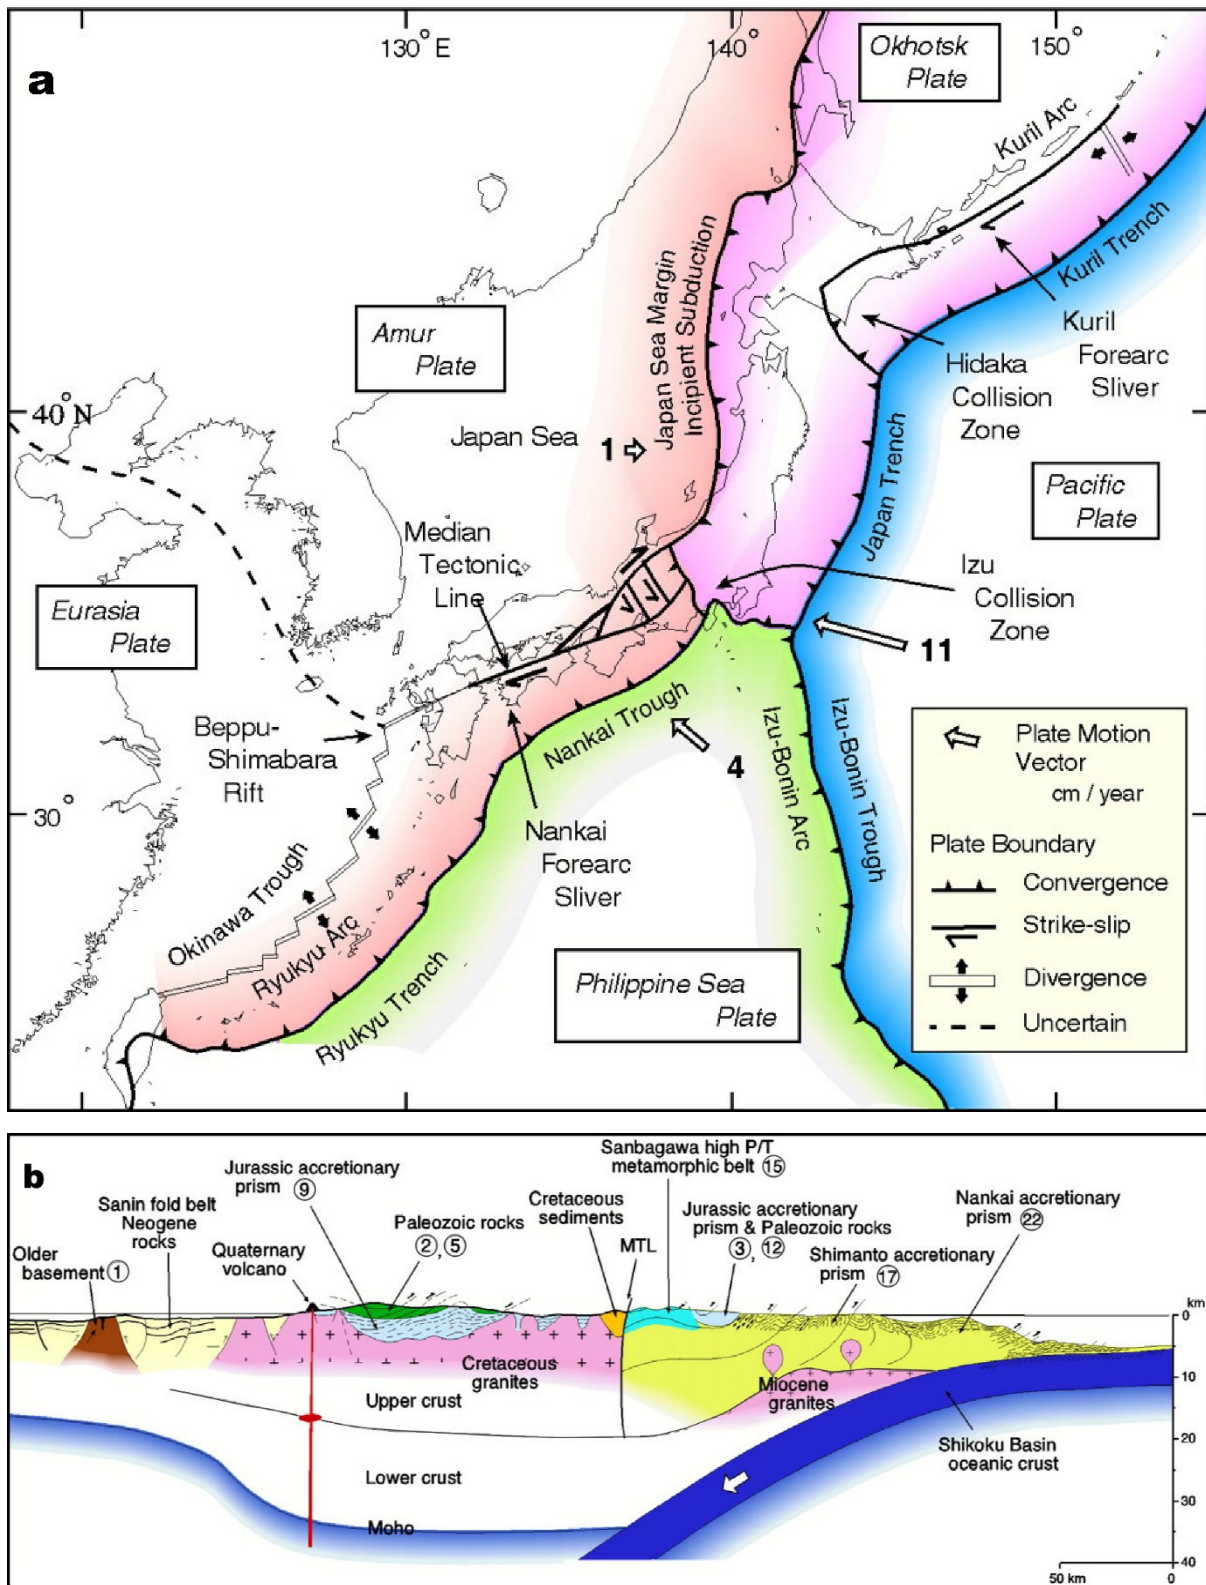 a
130° E
140°
150°
Okhotsk
Plate
Kuril Arc
Kuril Trench
Japan Sea Margin
Incipient Subduction
Amur
Plate
Kuril
Forearc
Sliver
Hidaka
Collision
Zone
40° N
Japan Sea
1
Japan Trench
Pacific
Plate
Median
Tectonic
Line
Izu
Collision
Zone
Eurasia
Plate
11
Beppu-
Shimabara
Rift
Nankai Trough
4
Izu-Bonin Arc
Izu-Bonin Trough
30°
Nankai
Forearc
Sliver
Okinawa Trough
Ryukyu Arc
Ryukyu Trench
Philippine Sea
Plate
Plate Motion
Vector
cm / year
Plate Boundary
Convergence
Strike-slip
Divergence
Uncertain
b
Sanbagawa high P/T
metamorphic belt ⑮
Jurassic accretionary
prism ⑨
Sanin fold belt
Neogene
rocks
Older
basement ①
Quaternary
volcano
Paleozoic rocks
②, ⑤
Cretaceous
sediments
MTL
Jurassic accretionary
prism & Paleozoic rocks
③, ⑫
Shimanto accretionary
prism ⑰
Nankai accretionary
prism ㉒
km
0
10
20
30
40
Cretaceous
granites
Miocene
granites
Upper crust
Lower crust
Moho
Shikoku Basin
oceanic crust
50 km
0